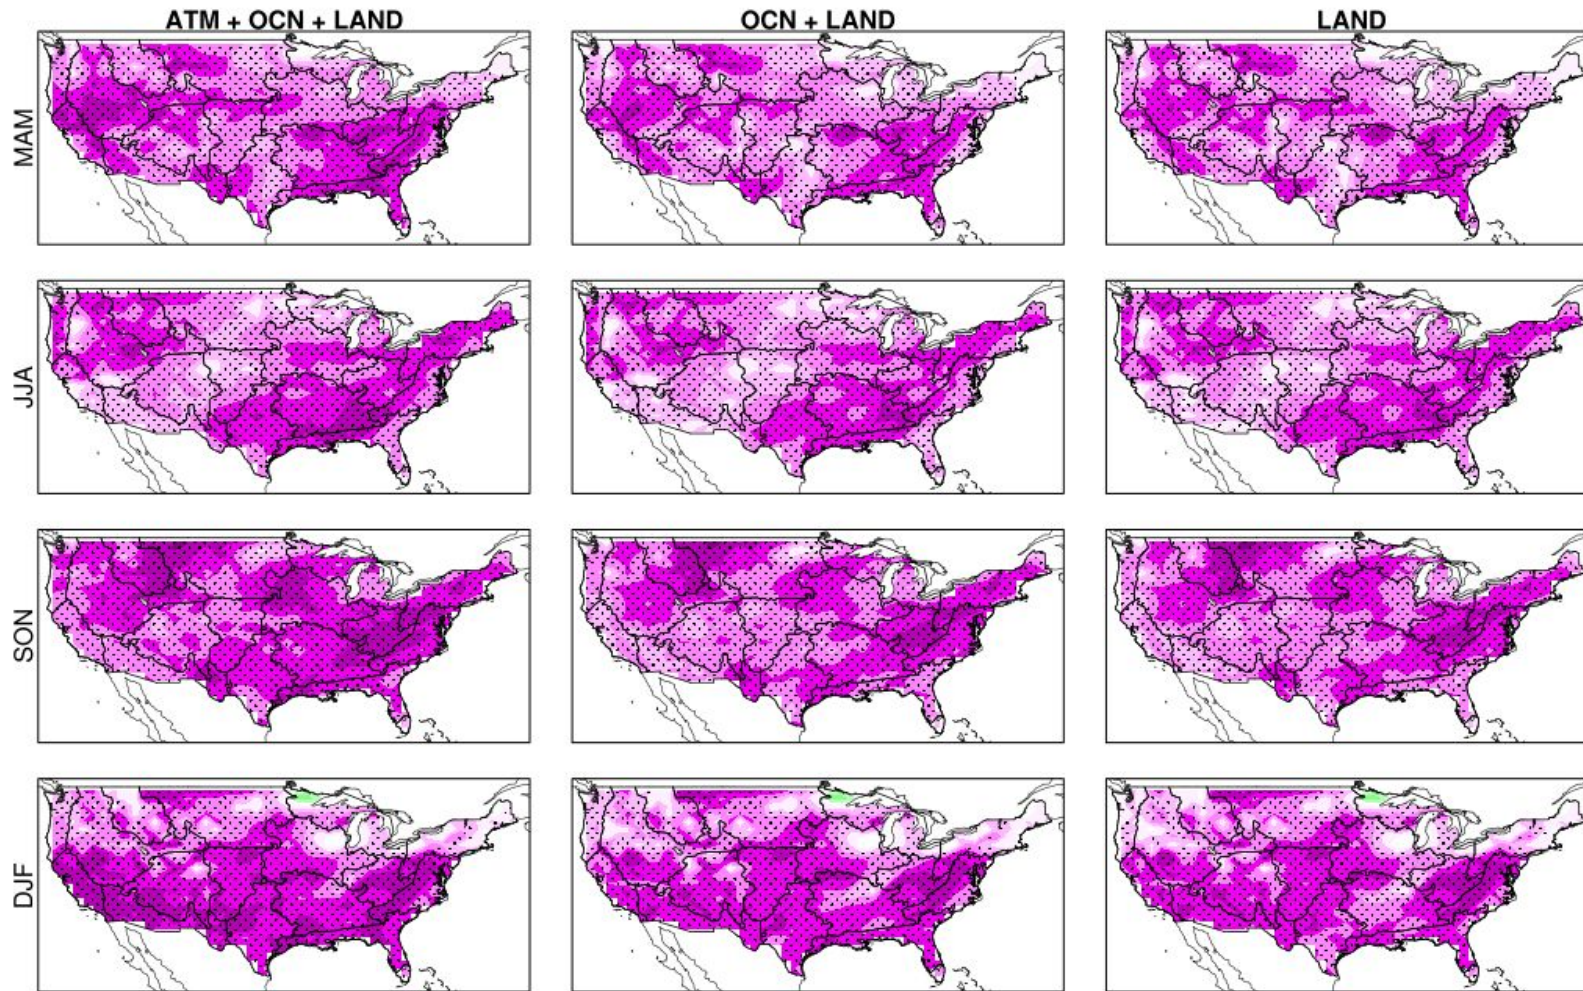 ATM + OCN + LAND
OCN + LAND
LAND
MAM
JJA
SON
DJF